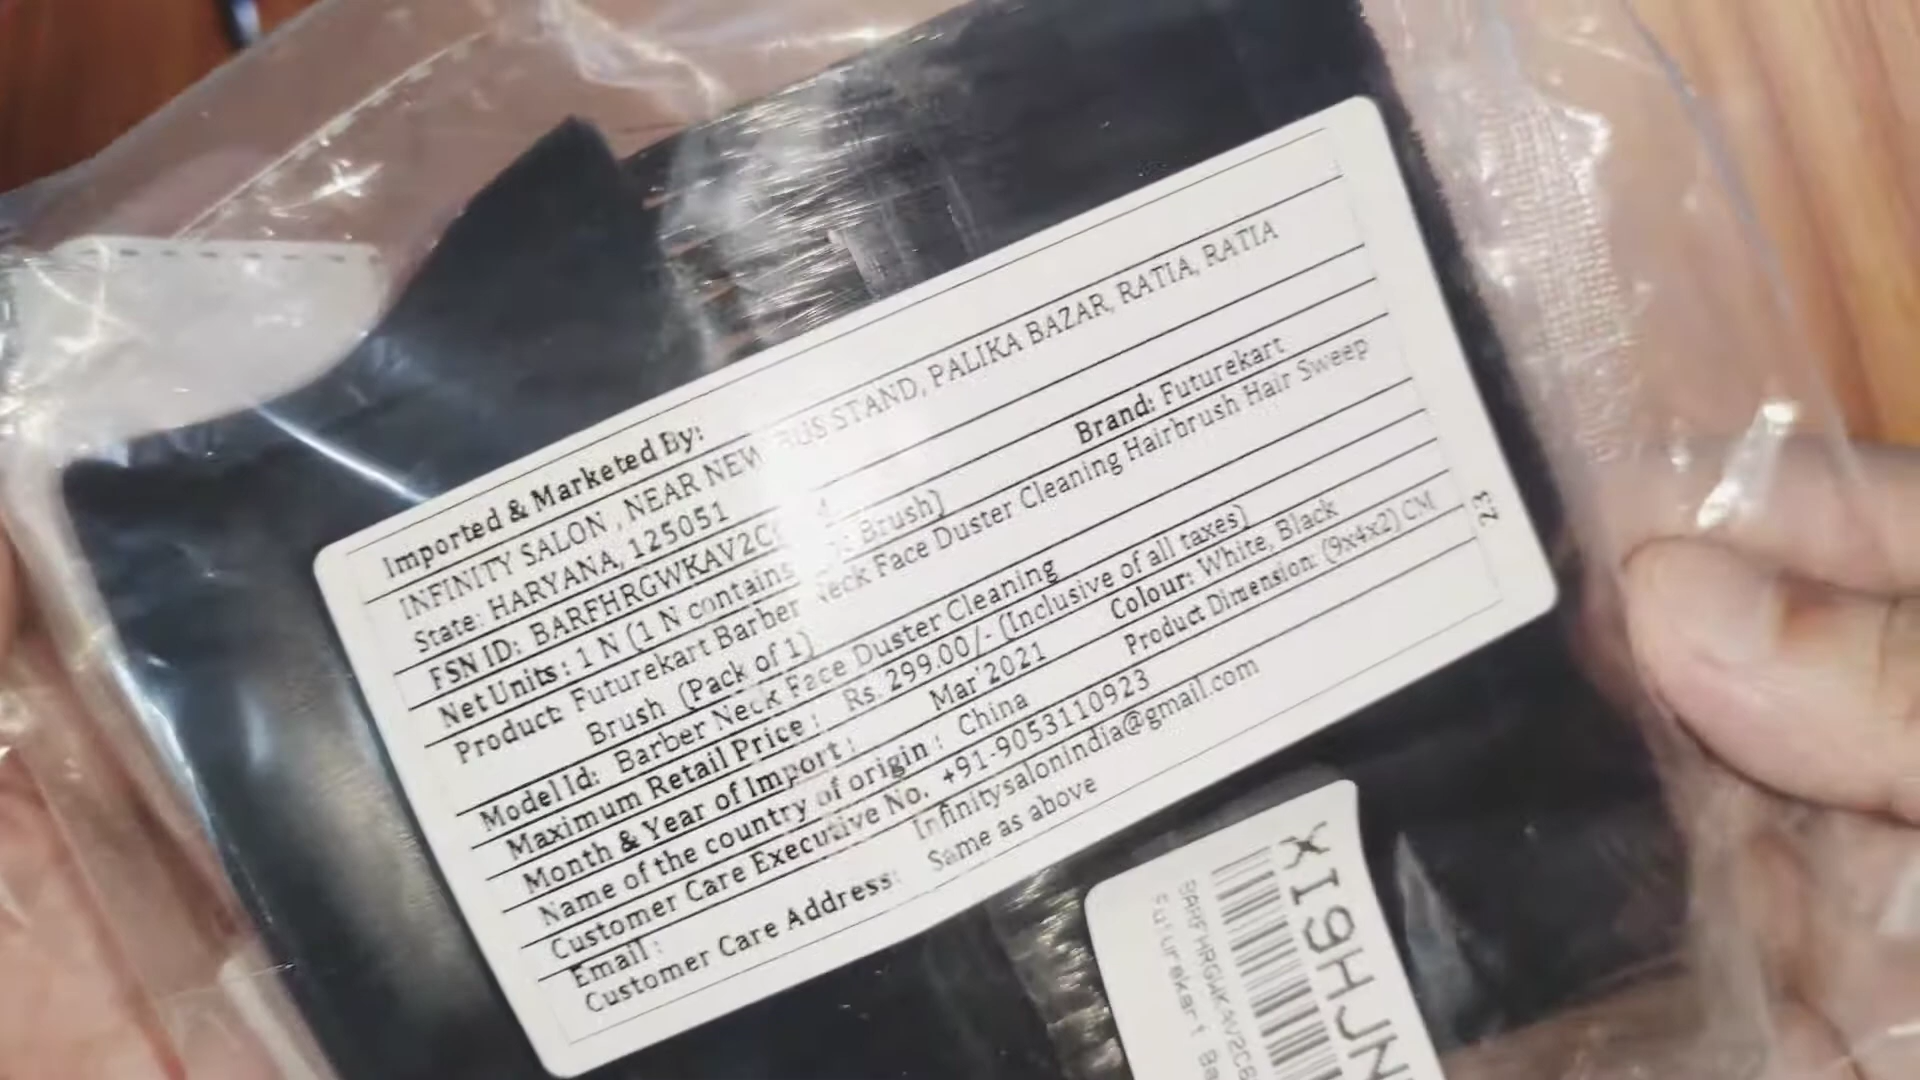 Imported & Marketed By:
INFINITY SALON , NEAR NEW BUS STAND, PALIKA BAZAR, RATIA, RATIA
State: HARYANA, 125051
FSN ID:
Net Units : 1 N (1 N contains Brush) Brand: Futurekart
Product: Futurekart Barber Neck Face Duster Cleaning Hairbrush Hair Sweep
Brush (Pack of 1)
Model Id: Barber Neck Face Duster Cleaning
Maximum Retail Price : Rs. 299.00/- (Inclusive of all taxes)
Month & Year of Import : Mar'2021 Colour: White, Black
Name of the country of origin : China Product Dimension: (9x4x2) CM
Customer Care Executive No. +91-9053110923
Email : Infinitysalonindia@gmail.com
Customer Care Address: Same as above
23
Futurekart